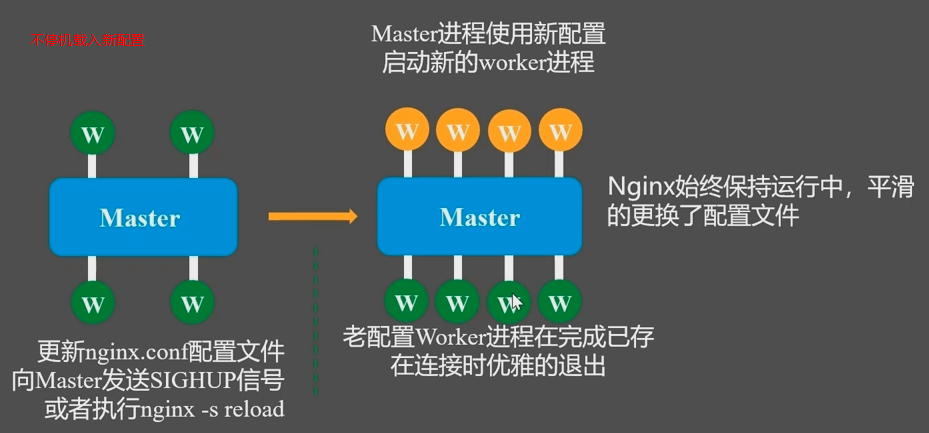 不停机载入新配置
Master进程使用新配置
启动新的worker进程
W W
W W W W
Master
Master
Nginx始终保持运行中，平滑
的更换了配置文件
W W
W W W W
更新nginx.conf配置文件
向Master发送SIGHUP信号
或者执行nginx -s reload
老配置Worker进程在完成已存
在连接时优雅的退出